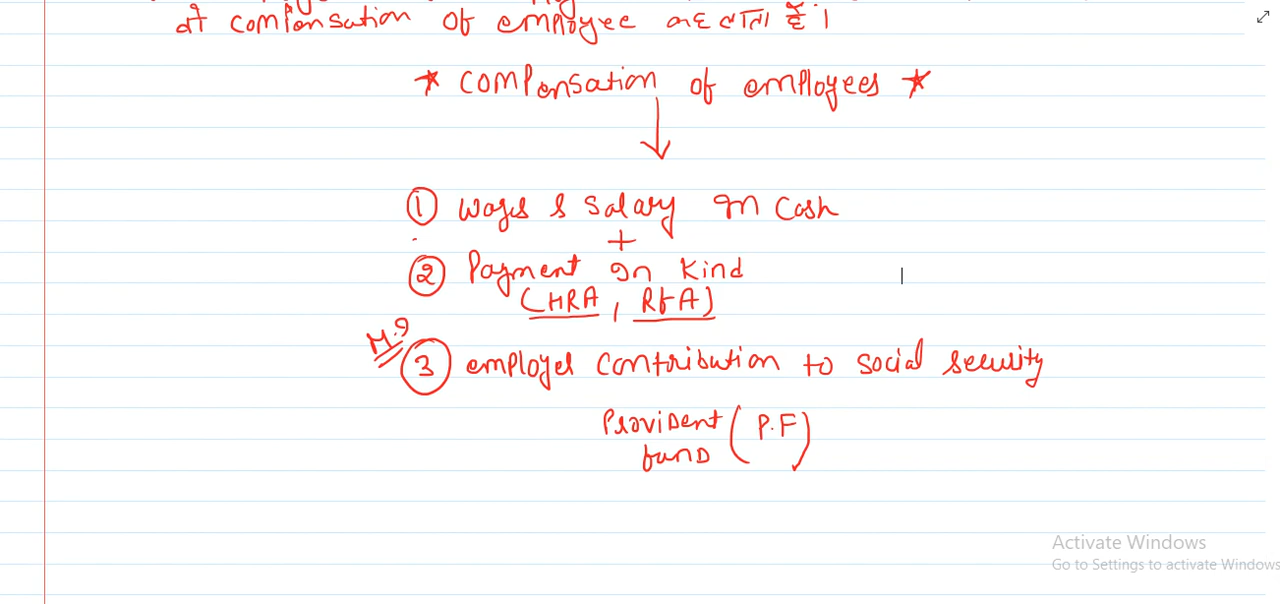 तो compensation of employee कहलाता है।
* Compensation of employees *
↓
① Wages & Salary In Cash
+
② Payment In Kind
(HRA, RFA)
M.g
③ employer contribution to social security
Provident fund (P.F)
Activate Windows
Go to Settings to activate Windows